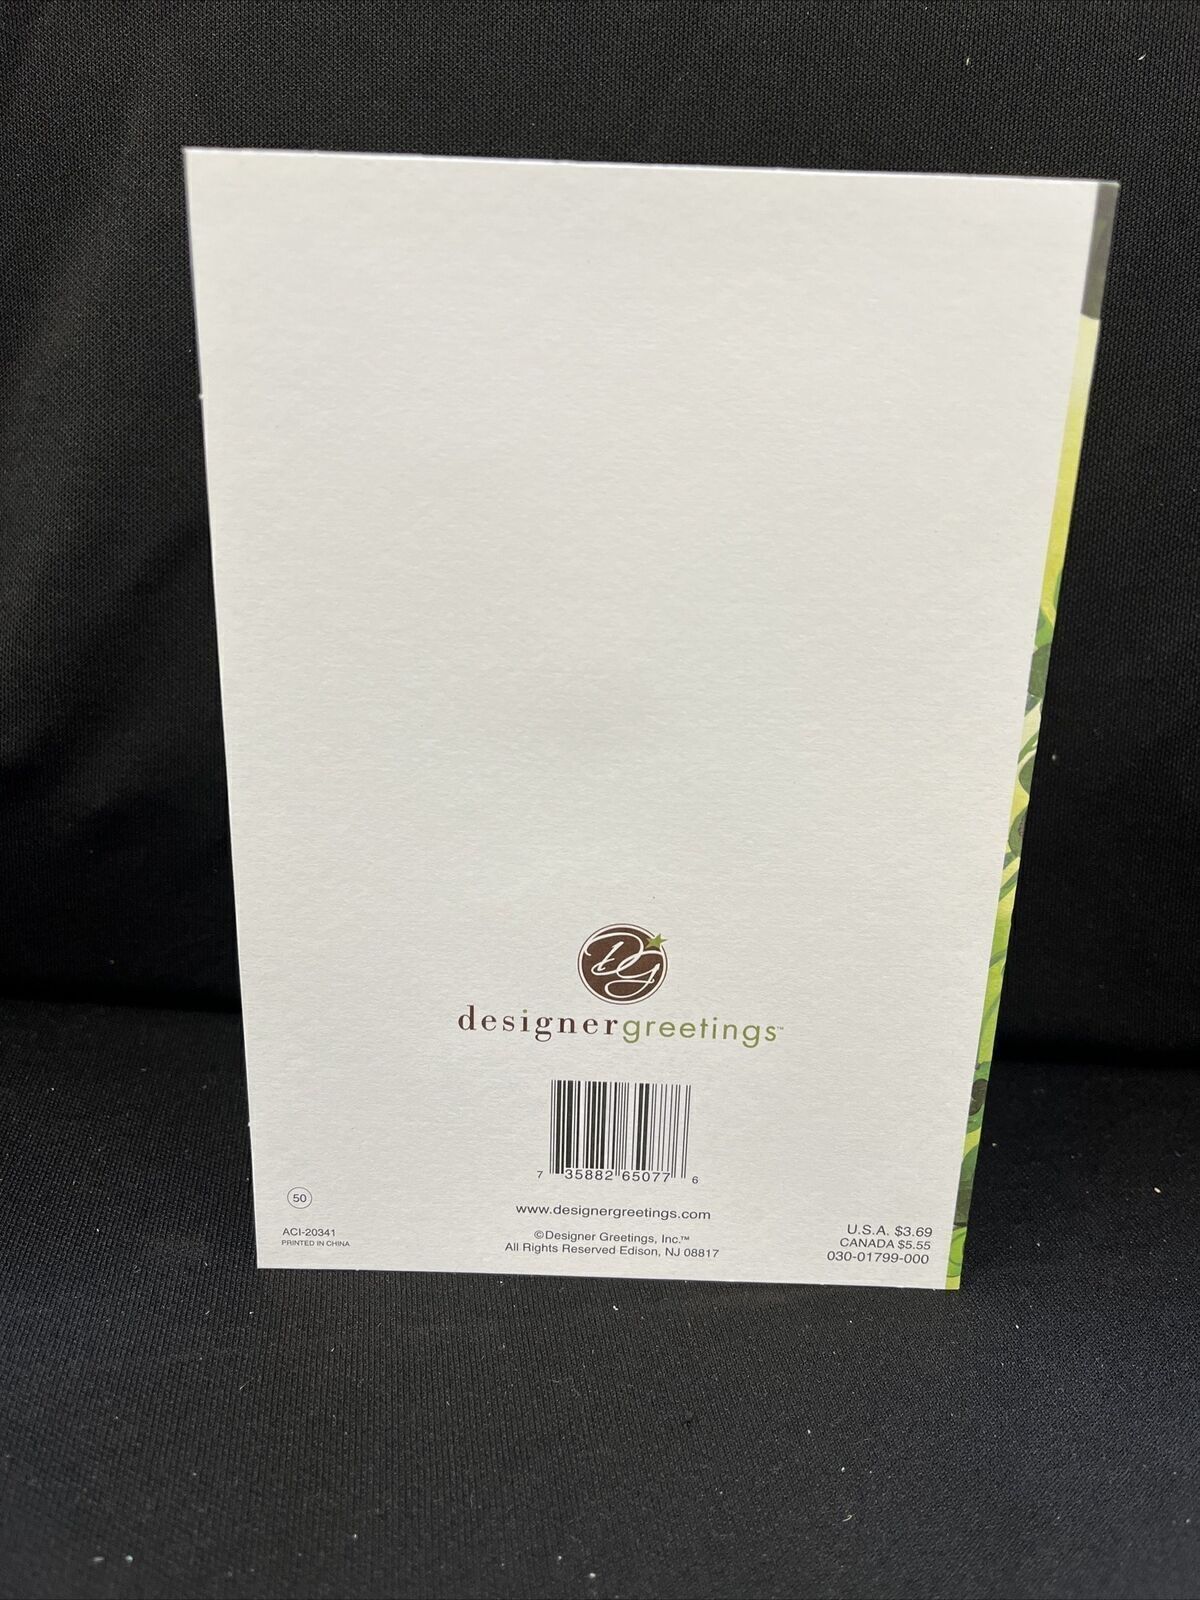 DG
designergreetings™
7 35882 65077 6
www.designergreetings.com
50
ACI-20341
PRINTED IN CHINA
©Designer Greetings, Inc.™
All Rights Reserved Edison, NJ 08817
U.S.A. $3.69
CANADA $5.55
030-01799-000